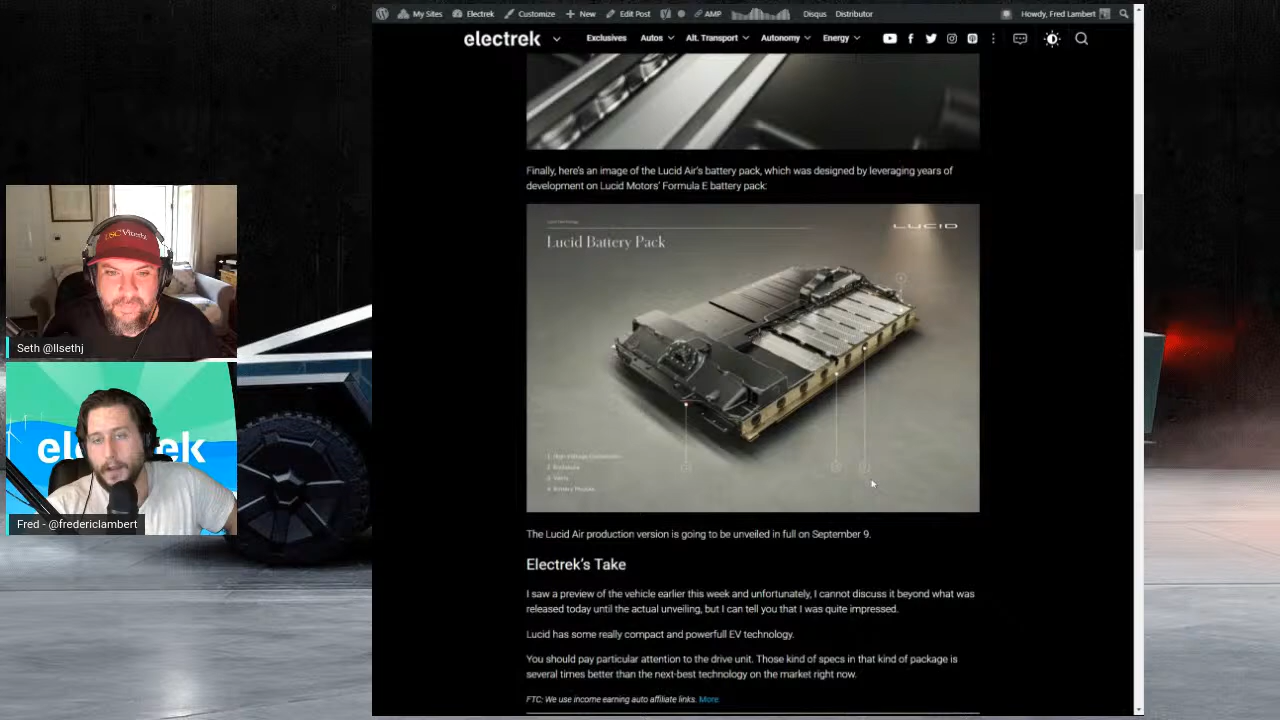 My Sites Electrek Customize New Edit Post AMP Disqus Distributor Howdy, Fred Lambert
electrek Exclusives Autos Alt. Transport Autonomy Energy
Finally, here's an image of the Lucid Air's battery pack, which was designed by leveraging years of
development on Lucid Motors' Formula E battery pack:
LUCID
Lucid Battery Pack
Seth @llsethj
electrek
Fred - @fredericlambert
The Lucid Air production version is going to be unveiled in full on September 9.
Electrek's Take
I saw a preview of the vehicle earlier this week and unfortunately, I cannot discuss it beyond what was
released today until the actual unveiling, but I can tell you that I was quite impressed.
Lucid has some really compact and powerfull EV technology.
You should pay particular attention to the drive unit. Those kind of specs in that kind of package is
several times better than the next-best technology on the market right now.
FTC: We use income earning auto affiliate links. More